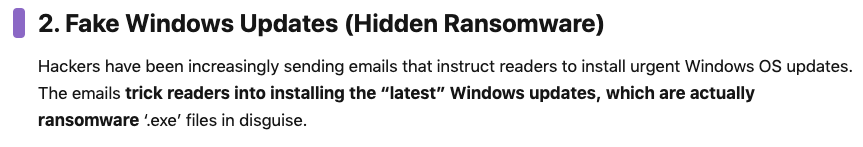 2. Fake Windows Updates (Hidden Ransomware)
Hackers have been increasingly sending emails that instruct readers to install urgent Windows OS updates.
The emails trick readers into installing the “latest” Windows updates, which are actually
ransomware ‘.exe’ files in disguise.